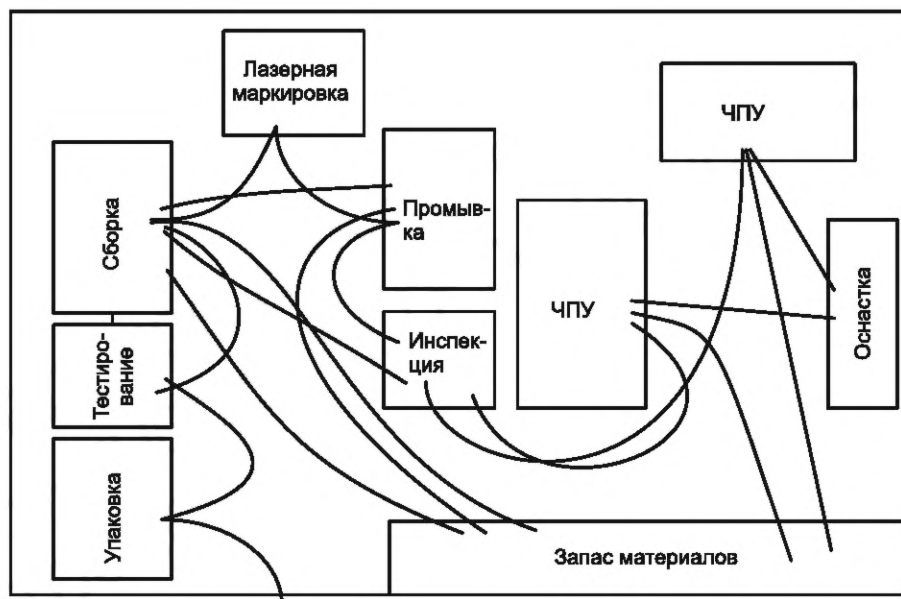 Лазерная
маркировка
ЧПУ
Сборка
Промыв-
ка
ЧПУ
Оснастка
Инспек-
ция
Тестиро-
вание
Упаковка
Запас материалов